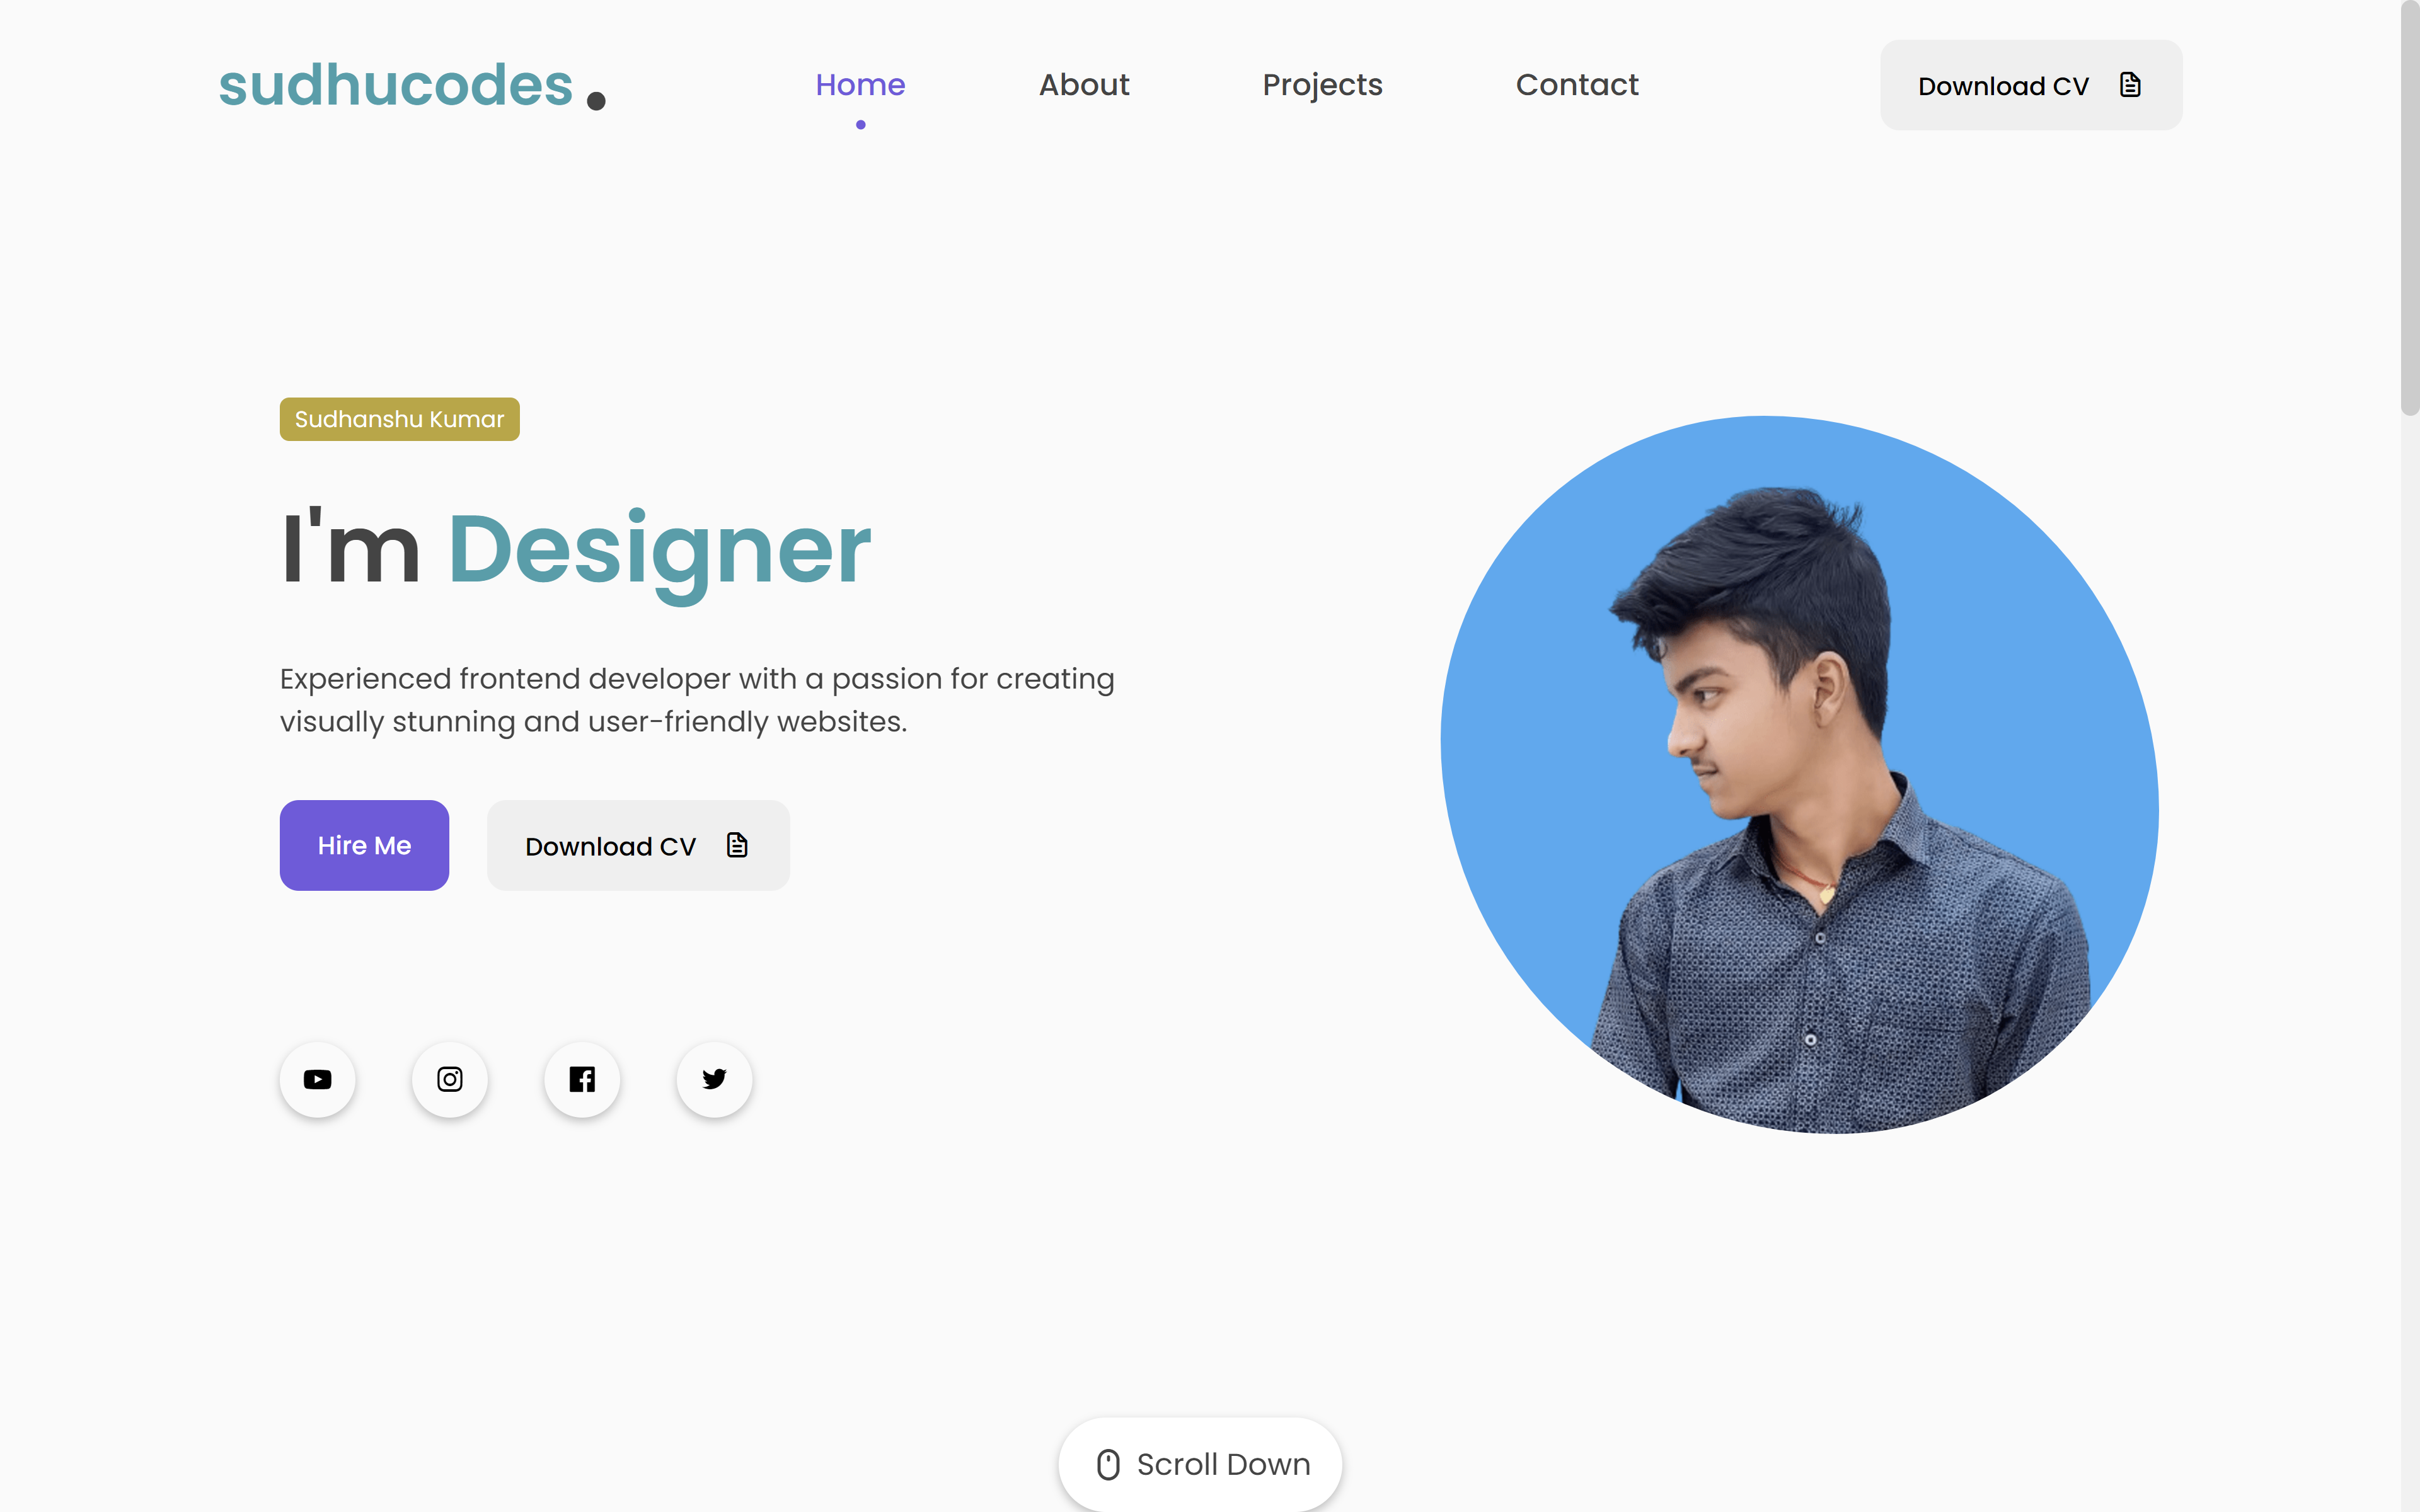 sudhucodes.
Home
About
Projects
Contact
Download CV
Sudhanshu Kumar
I'm Designer
Experienced frontend developer with a passion for creating
visually stunning and user-friendly websites.
Hire Me
Download CV
Scroll Down